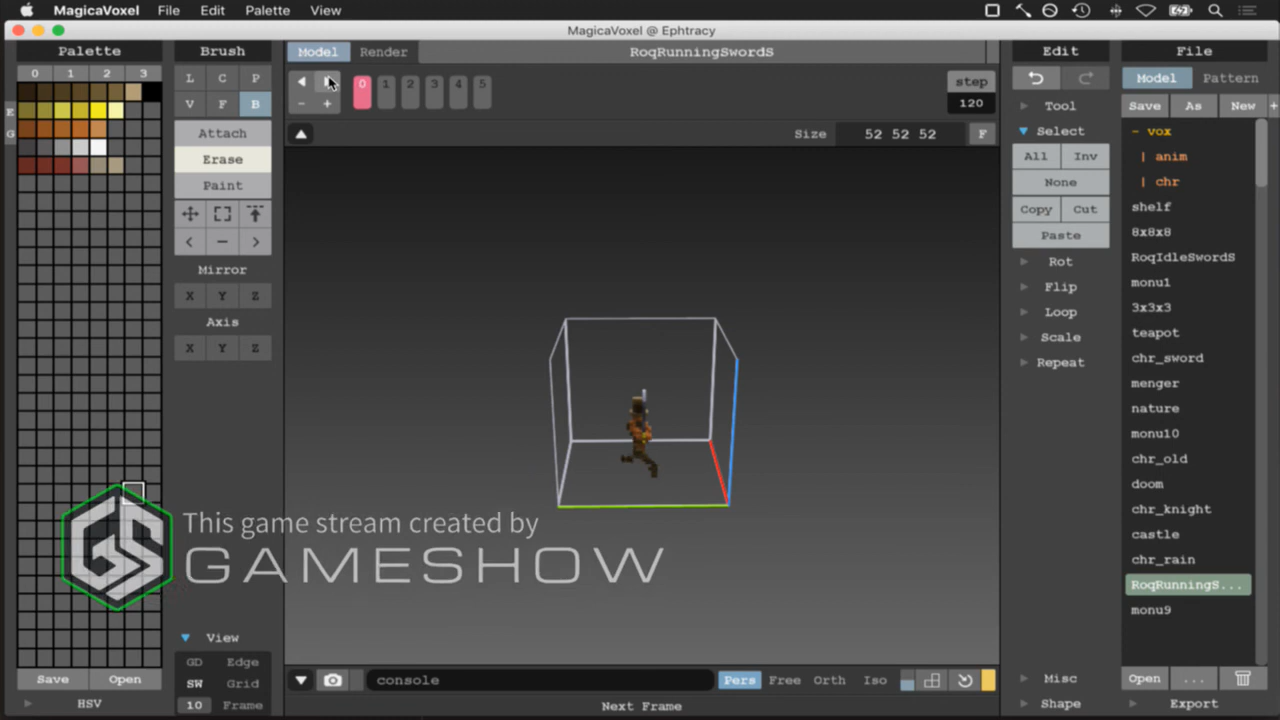 MagicaVoxel File Edit Palette View
MagicaVoxel @ Ephtracy
Palette Brush Model Render RoqRunningSwordS Edit File
0 1 2 3
L C P
V F B
0 1 2 3 4 5
step
120
Model Pattern
Save As New +
Tool
E
G
Attach
Erase
Paint
Size 52 52 52 F
Select
All Inv
None
Copy Cut
Paste
Rot
Flip
Loop
Scale
Repeat
- vox
| anim
| chr
shelf
8x8x8
RoqIdleSwordS
monu1
3x3x3
teapot
chr_sword
menger
nature
monu10
chr_old
doom
chr_knight
castle
chr_rain
RoqRunningS...
monu9
< - >
Mirror
X Y Z
Axis
X Y Z
GS
This game stream created by
GAMESHOW
View
GD Edge
SW Grid
10 Frame
Save Open
HSV
console
Pers Free Orth Iso
Next Frame
Misc
Shape
Open ...
Export